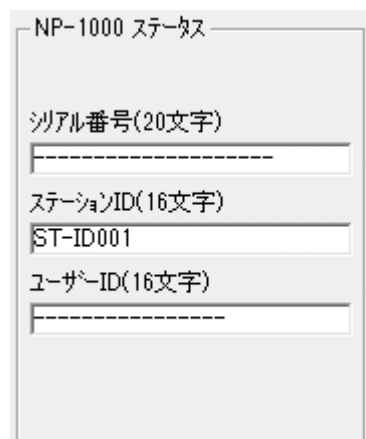 NP-1000 ステータス
シリアル番号(20文字)
--------------------
ステーションID(16文字)
ST-ID001
ユーザーID(16文字)
----------------